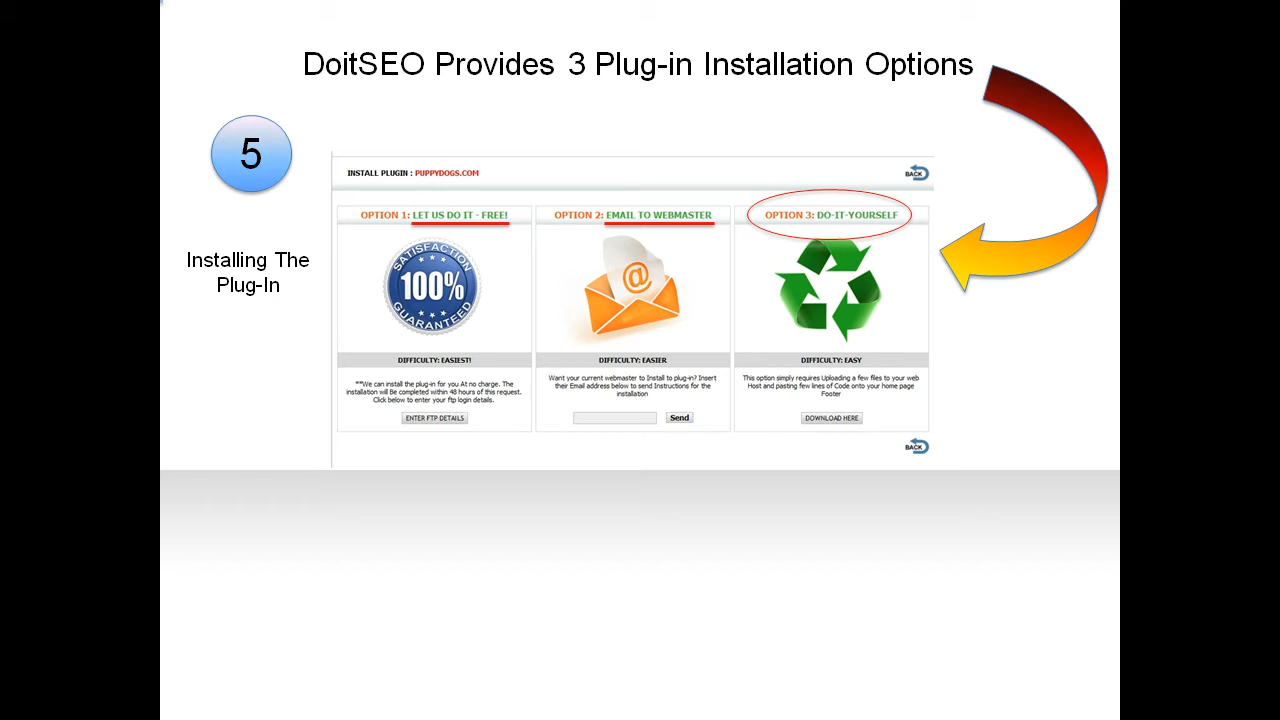 DoitSEO Provides 3 Plug-in Installation Options
5
Installing The
Plug-In
INSTALL PLUGIN : PUPPYDOGS.COM
BACK
OPTION 1: LET US DO IT - FREE!
SATISFACTION
100%
GUARANTEED
DIFFICULTY: EASIEST!
**We can install the plug-in for you At no charge. The
installation will Be completed within 48 hours of this request.
Click below to enter your ftp login details.
ENTER FTP DETAILS
OPTION 2: EMAIL TO WEBMASTER
@
DIFFICULTY: EASIER
Want your current webmaster to Install to plug-in? Insert
their Email address below to send Instructions for the
installation
Send
OPTION 3: DO-IT-YOURSELF
DIFFICULTY: EASY
This option simply requires Uploading a few files to your web
Host and pasting few lines of Code onto your home page
Footer
DOWNLOAD HERE
BACK